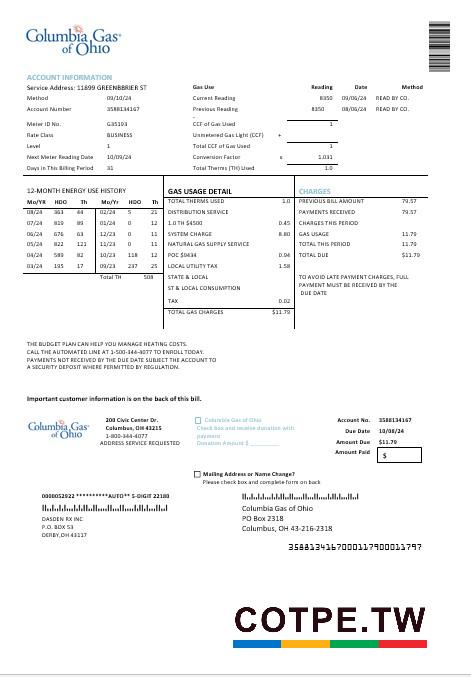 Columbia Gas®
of Ohio
ACCOUNT INFORMATION
Service Address: 11899 GREENBBRIER ST
Gas Use Reading Date Method
Method 09/10/24 Current Reading 8350 09/06/24 READ BY CO.
Account Number 3588134167 Previous Reading 8350 08/06/24 READ BY CO.
-
Meter ID No. G35193 CCF of Gas Used 1
Rate Class BUSINESS Unmetered Gas Light (CCF) +
Level 1 Total CCF of Gas Used 1
Next Meter Reading Date 10/09/24 Conversion Factor x 1.031
Days in This Billing Period 31 Total Therms (TH) Used 1.0
12-MONTH ENERGY USE HISTORY
Mo/YR HDO Th Mo/Yr HDO Th
08/24 363 44 02/24 5 21
07/24 819 89 01/24 0 12
06/24 676 63 12/23 0 11
05/24 822 121 11/23 0 11
04/24 589 82 10/23 118 12
03/24 195 17 09/23 237 25
Total TH 508
GAS USAGE DETAIL
TOTAL THERMS USED 1.0
DISTRIBUTION SERVICE
1.0 TH $4500 0.45
SYSTEM CHARGE 8.80
NATURAL GAS SUPPLY SERVICE
POC $9434 0.94
LOCAL UTILITY TAX 1.58
STATE & LOCAL
ST & LOCAL CONSUMPTION
TAX 0.02
TOTAL GAS CHARGES $11.79
CHARGES
PREVIOUS BILL AMOUNT 79.57
PAYMENTS RECEIVED 79.57
CHARGES THIS PERIOD
GAS USAGE 11.79
CHARGES THIS PERIOD 11.79
TOTAL DUE $11.79
TO AVOID LATE PAYMENT CHARGES, FULL
PAYMENT MUST BE RECEIVED BY THE
DUE DATE
THE BUDGET PLAN CAN HELP YOU MANAGE HEATING COSTS.
CALL THE AUTOMATED LINE AT 1-500-344-4077 TO ENROLL TODAY.
PAYMENTS NOT RECEIVED BY THE DUE DATE SUBJECT THE ACCOUNT TO
A SECURITY DEPOSIT WHERE PERMITTED BY REGULATION.
Important customer information is on the back of this bill.
Columbia Gas®
of Ohio
200 Civic Center Dr.
Columbus, OH 43215
1-800-344-4077
ADDRESS SERVICE REQUESTED
Columbia Gas of Ohio
Check box and receive donation with
payment
Donation Amount $ __________
Account No. 3588134167
Due Date 10/08/24
Amount Due $11.79
Amount Paid $
Mailing Address or Name Change?
Please check box and complete form on back
0000052922 **********AUTO** 5-DIGIT 22180
DASDEN RX INC
P.O. BOX 53
DERBY,OH 43117
Columbia Gas of Ohio
PO Box 2318
Columbus, OH 43-216-2318
358813416700011790001179​7
COTPE.TW